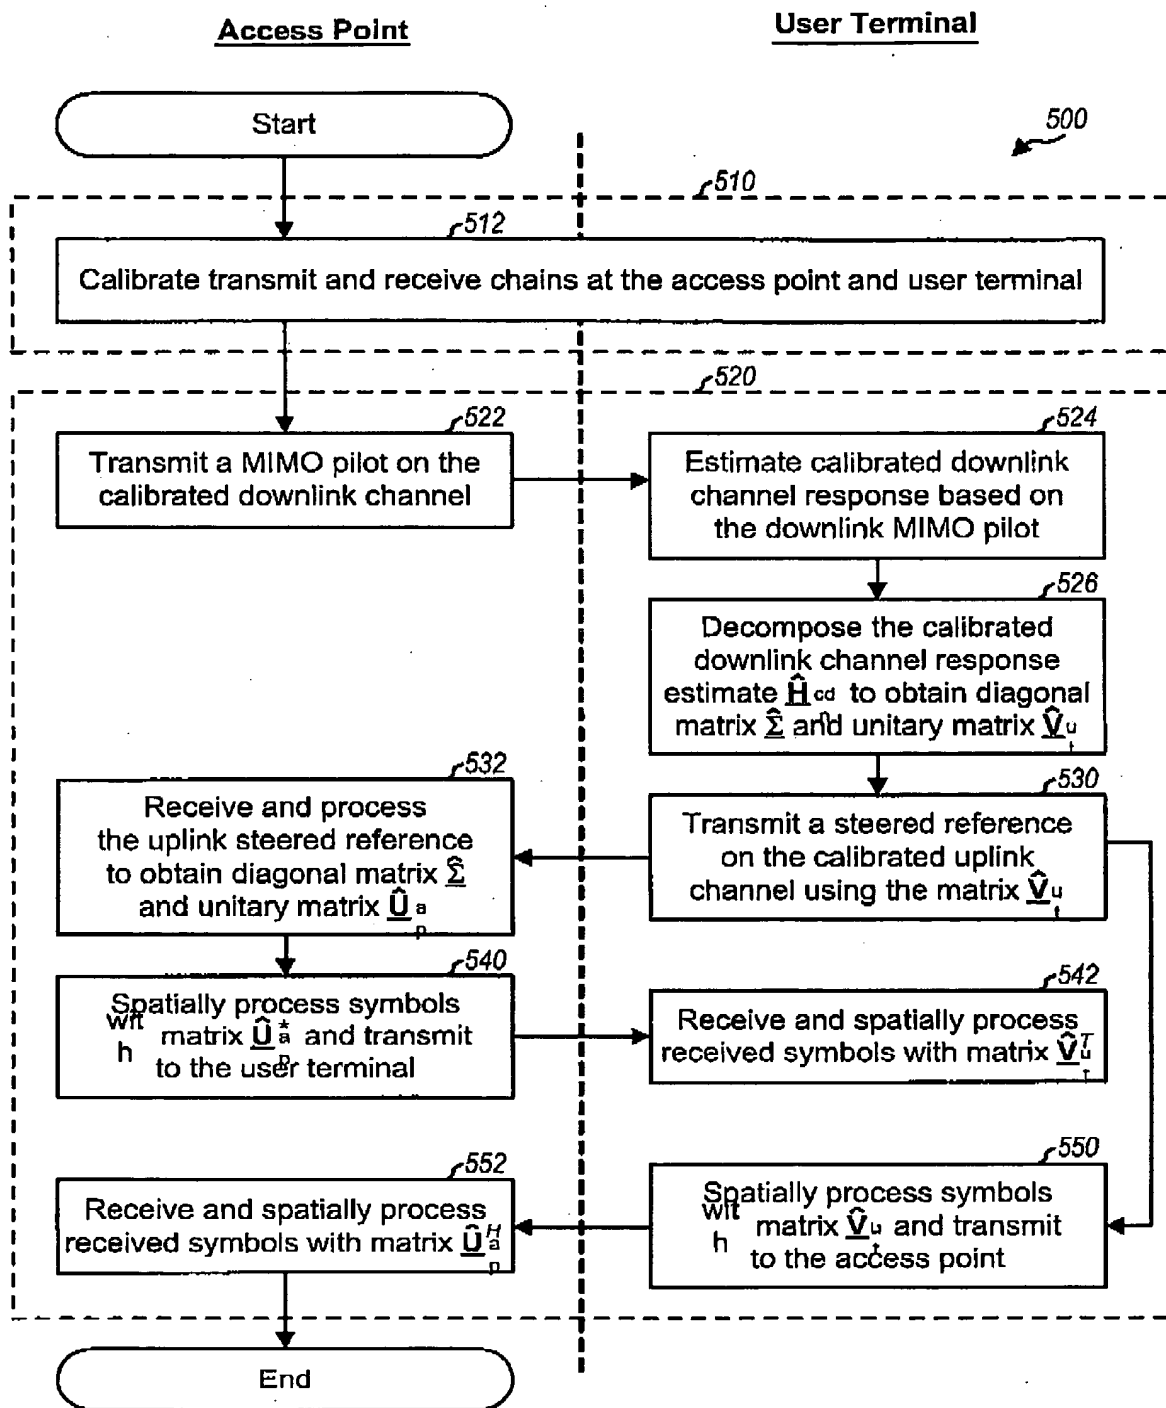 Access Point
User Terminal
Start
500
510
512
Calibrate transmit and receive chains at the access point and user terminal
520
522
Transmit a MIMO pilot on the
calibrated downlink channel
524
Estimate calibrated downlink
channel response based on
the downlink MIMO pilot
526
Decompose the calibrated
downlink channel response
estimate Ĥ cd to obtain diagonal
matrix Σ̂ and unitary matrix V̂ ut
532
Receive and process
the uplink steered reference
to obtain diagonal matrix Σ̂
and unitary matrix Û ap
530
Transmit a steered reference
on the calibrated uplink
channel using the matrix V̂ ut
540
Spatially process symbols
with matrix Û*ap and transmit
to the user terminal
542
Receive and spatially process
received symbols with matrix V̂Tut
552
Receive and spatially process
received symbols with matrix ÛHap
550
Spatially process symbols
with matrix V̂ ut and transmit
to the access point
End